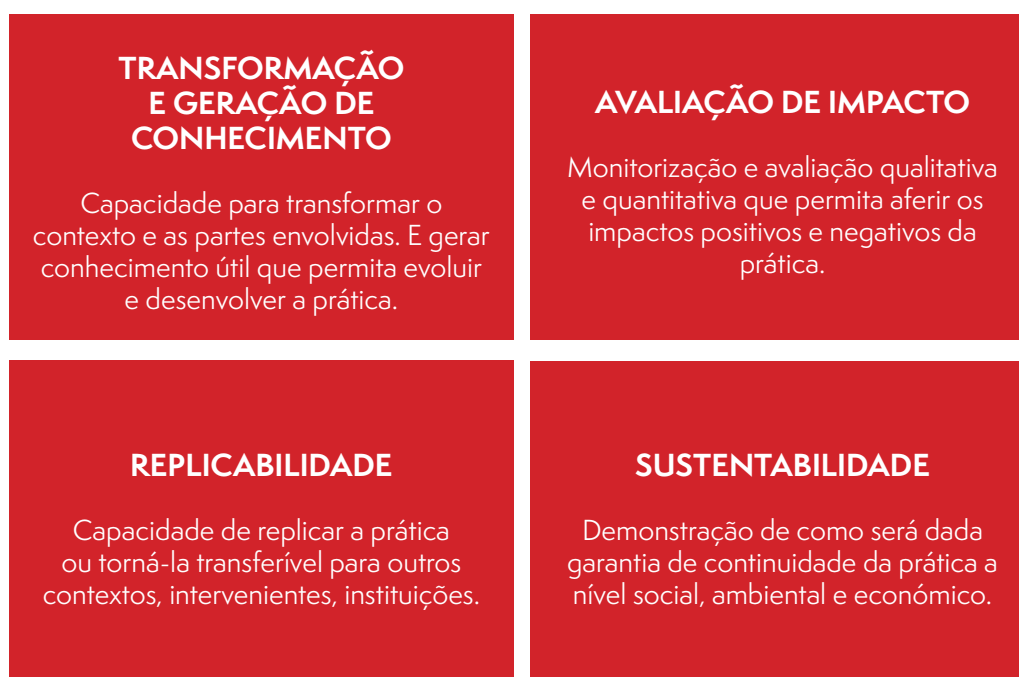 TRANSFORMAÇÃO
E GERAÇÃO DE
CONHECIMENTO
Capacidade para transformar o
contexto e as partes envolvidas. E gerar
conhecimento útil que permita evoluir
e desenvolver a prática.
AVALIAÇÃO DE IMPACTO
Monitorização e avaliação qualitativa
e quantitativa que permita aferir os
impactos positivos e negativos da
prática.
REPLICABILIDADE
Capacidade de replicar a prática
ou torná-la transferível para outros
contextos, intervenientes, instituições.
SUSTENTABILIDADE
Demonstração de como será dada
garantia de continuidade da prática a
nível social, ambiental e económico.